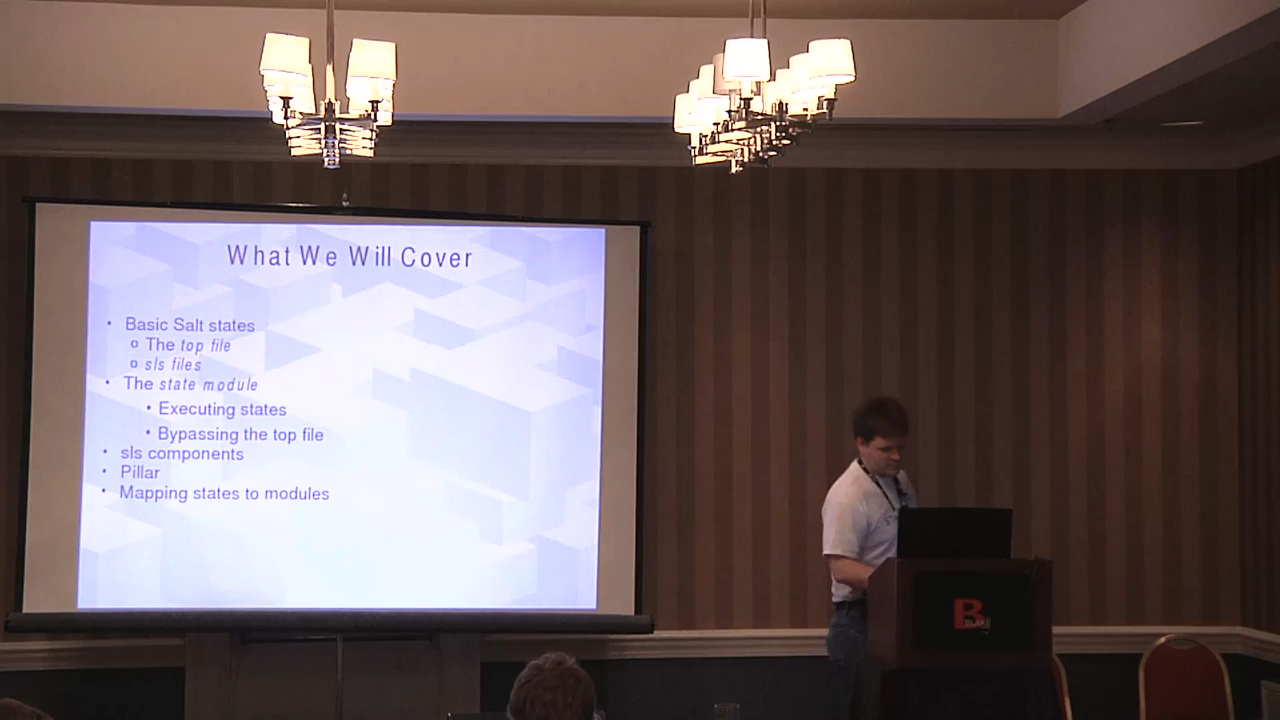 What We Will Cover
• Basic Salt states
o The top file
o sls files
• The state module
• Executing states
• Bypassing the top file
• sls components
• Pillar
• Mapping states to modules
B
BLAKE